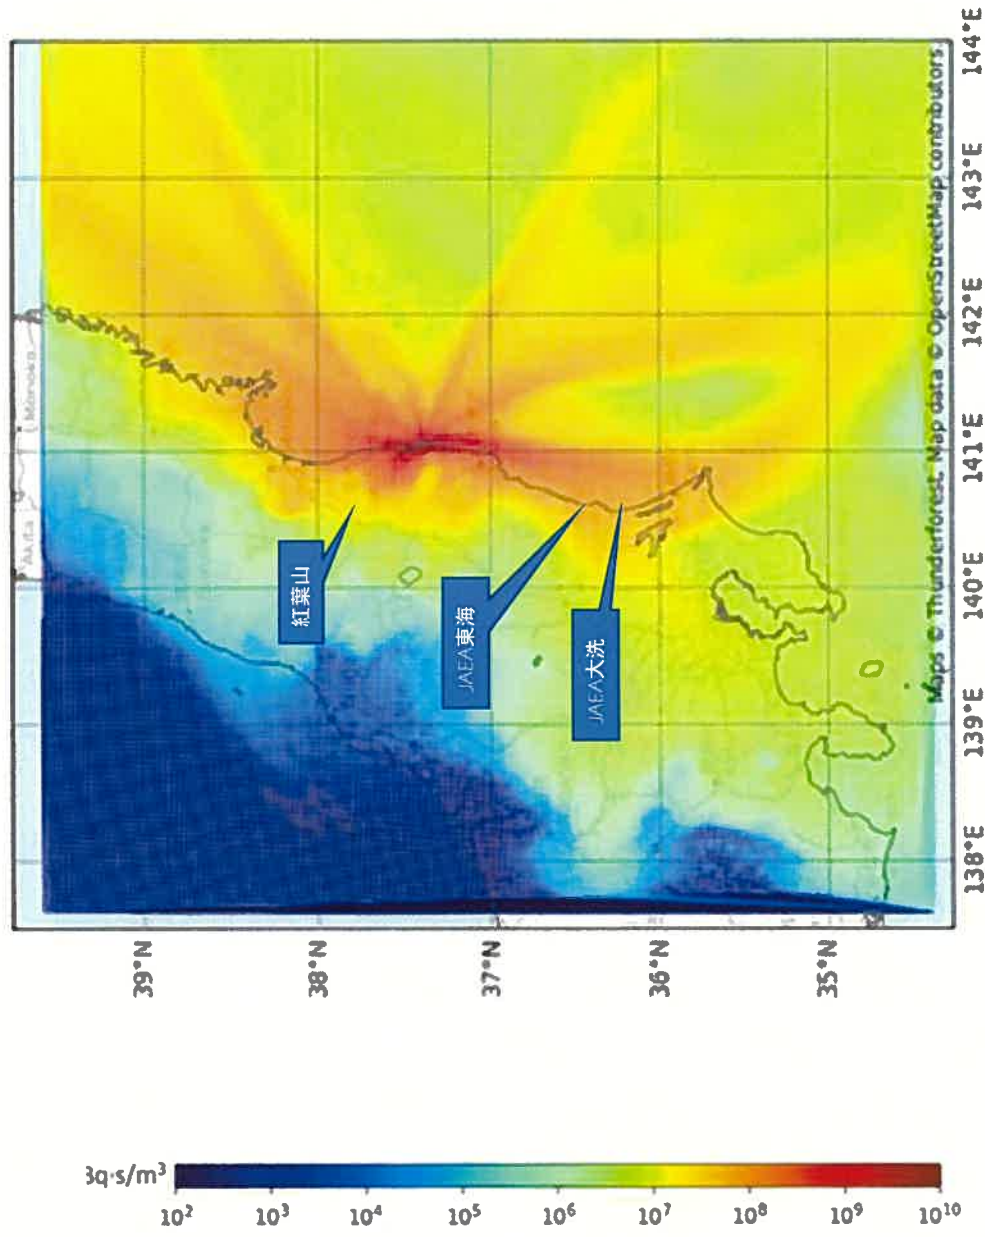 Akita
Morioka
紅葉山
JAEA東海
JAEA大洗
39°N
38°N
37°N
36°N
35°N
144°E
143°E
142°E
141°E
140°E
139°E
138°E
Maps © Thunderforest, Map data © OpenStreetMap contributors.
Bq·s/m³
10² 10³ 10⁴ 10⁵ 10⁶ 10⁷ 10⁸ 10⁹ 10¹⁰